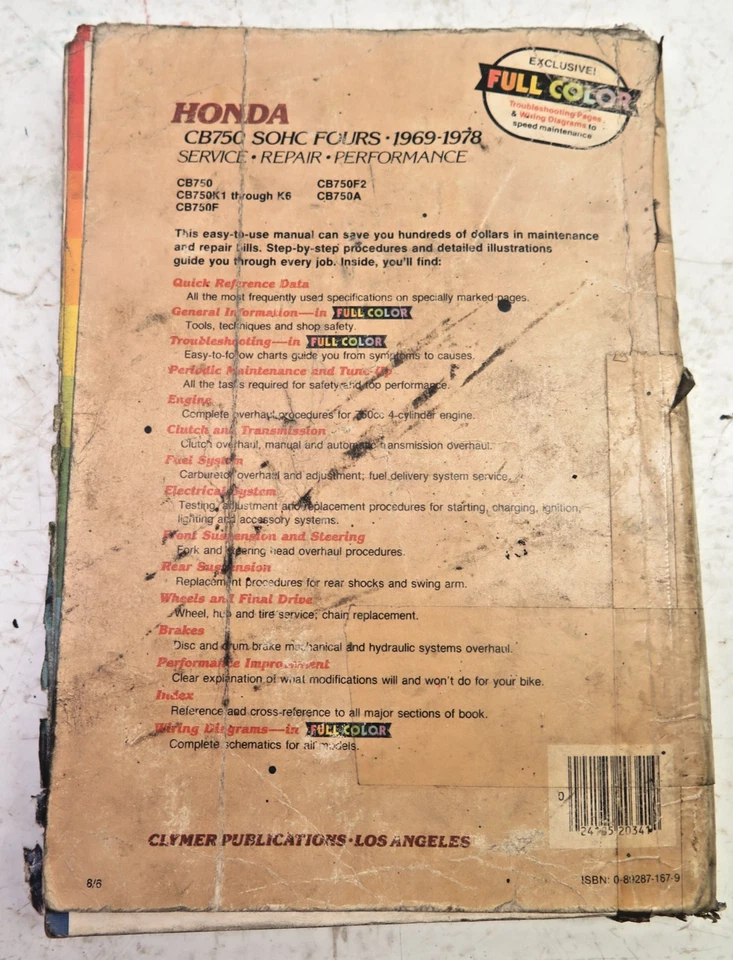 EXCLUSIVE!
FULL COLOR
Troubleshooting Pages
& Wiring Diagrams to
speed maintenance
HONDA
CB750 SOHC FOURS • 1969-1978
SERVICE • REPAIR • PERFORMANCE
CB750 CB750F2
CB750K1 through K6 CB750A
CB750F
This easy-to-use manual can save you hundreds of dollars in maintenance
and repair bills. Step-by-step procedures and detailed illustrations
guide you through every job. Inside, you'll find:
Quick Reference Data
All the most frequently used specifications on specially marked pages.
General Information—in FULL COLOR
Tools, techniques and shop safety.
Troubleshooting—in FULL COLOR
Easy-to-follow charts guide you from symptoms to causes.
Periodic Maintenance and Tune-Up
All the tasks required for safety and top performance.
Engine
Complete overhaul procedures for 750cc 4-cylinder engine.
Clutch and Transmission
Clutch overhaul, manual and automatic transmission overhaul.
Fuel System
Carburetor overhaul and adjustment; fuel delivery system service.
Electrical System
Testing, adjustment and replacement procedures for starting, charging, ignition,
lighting and accessory systems.
Front Suspension and Steering
Fork and steering head overhaul procedures.
Rear Suspension
Replacement procedures for rear shocks and swing arm.
Wheels and Final Drive
Wheel, hub and tire service; chain replacement.
Brakes
Disc and drum brake mechanical and hydraulic systems overhaul.
Performance Improvement
Clear explanation of what modifications will and won't do for your bike.
Index
Reference and cross-reference to all major sections of book.
Wiring Diagrams—in FULL COLOR
Complete schematics for all models.
0
CLYMER PUBLICATIONS • LOS ANGELES
8/6
ISBN: 0-89287-167-9